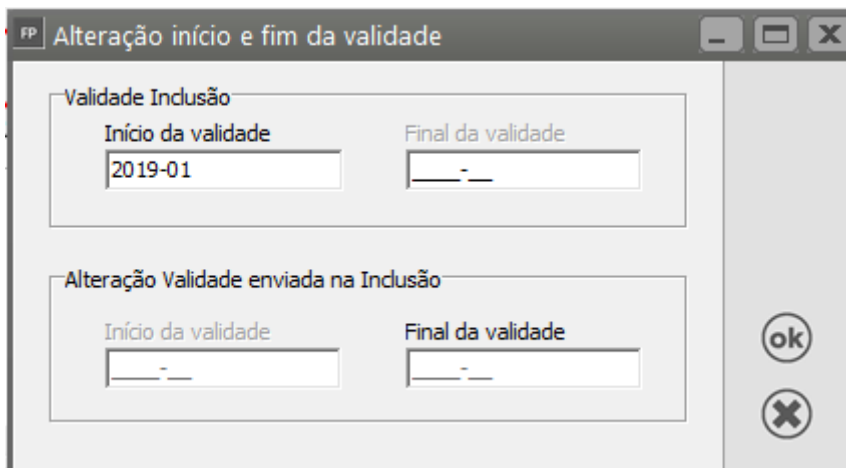 FP Alteração início e fim da validade
Validade Inclusão
Início da validade Final da validade
2019-01 ____-__
Alteração Validade enviada na Inclusão
Início da validade Final da validade
____-__ ____-__
ok